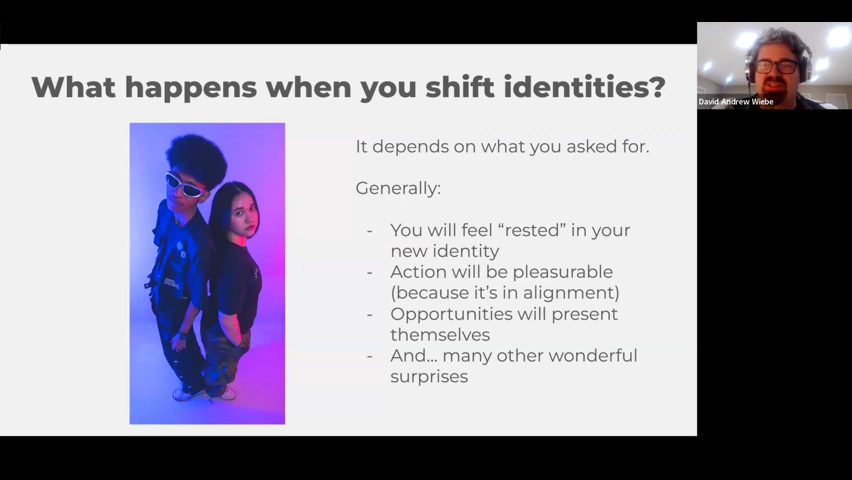 What happens when you shift identities?
It depends on what you asked for.
Generally:
- You will feel “rested” in your
new identity
- Action will be pleasurable
(because it’s in alignment)
- Opportunities will present
themselves
- And... many other wonderful
surprises
David Andrew Wiebe